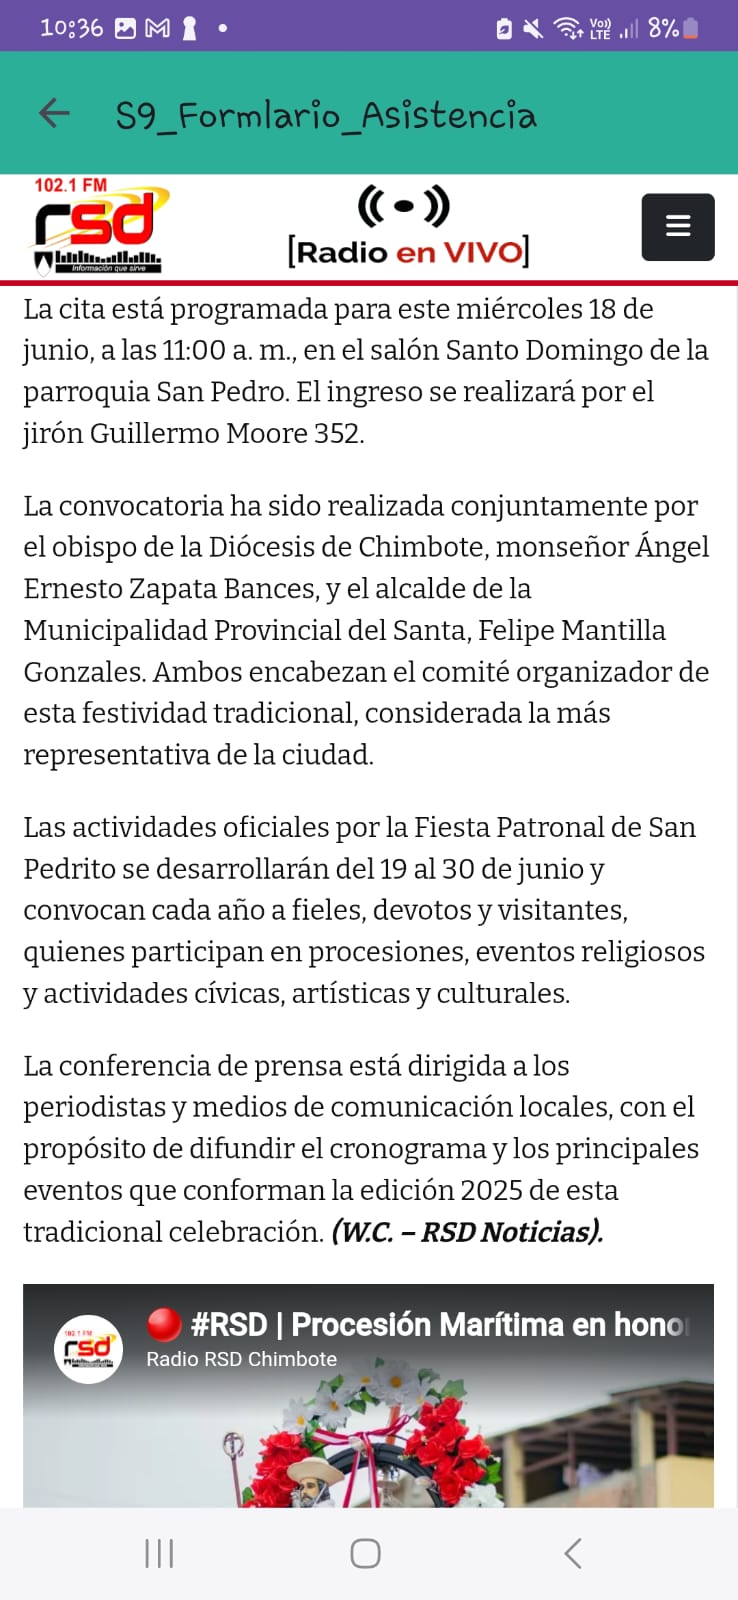 10:36
Vo))
LTE
8%
S9_Formlario_Asistencia
102.1 FM
rsd
Información que sirve
[Radio en VIVO]
La cita está programada para este miércoles 18 de
junio, a las 11:00 a. m., en el salón Santo Domingo de la
parroquia San Pedro. El ingreso se realizará por el
jirón Guillermo Moore 352.
La convocatoria ha sido realizada conjuntamente por
el obispo de la Diócesis de Chimbote, monseñor Ángel
Ernesto Zapata Bances, y el alcalde de la
Municipalidad Provincial del Santa, Felipe Mantilla
Gonzales. Ambos encabezan el comité organizador de
esta festividad tradicional, considerada la más
representativa de la ciudad.
Las actividades oficiales por la Fiesta Patronal de San
Pedrito se desarrollarán del 19 al 30 de junio y
convocan cada año a fieles, devotos y visitantes,
quienes participan en procesiones, eventos religiosos
y actividades cívicas, artísticas y culturales.
La conferencia de prensa está dirigida a los
periodistas y medios de comunicación locales, con el
propósito de difundir el cronograma y los principales
eventos que conforman la edición 2025 de esta
tradicional celebración. (W.C. – RSD Noticias).
102.1 FM
rsd
#RSD | Procesión Marítima en hono
Radio RSD Chimbote